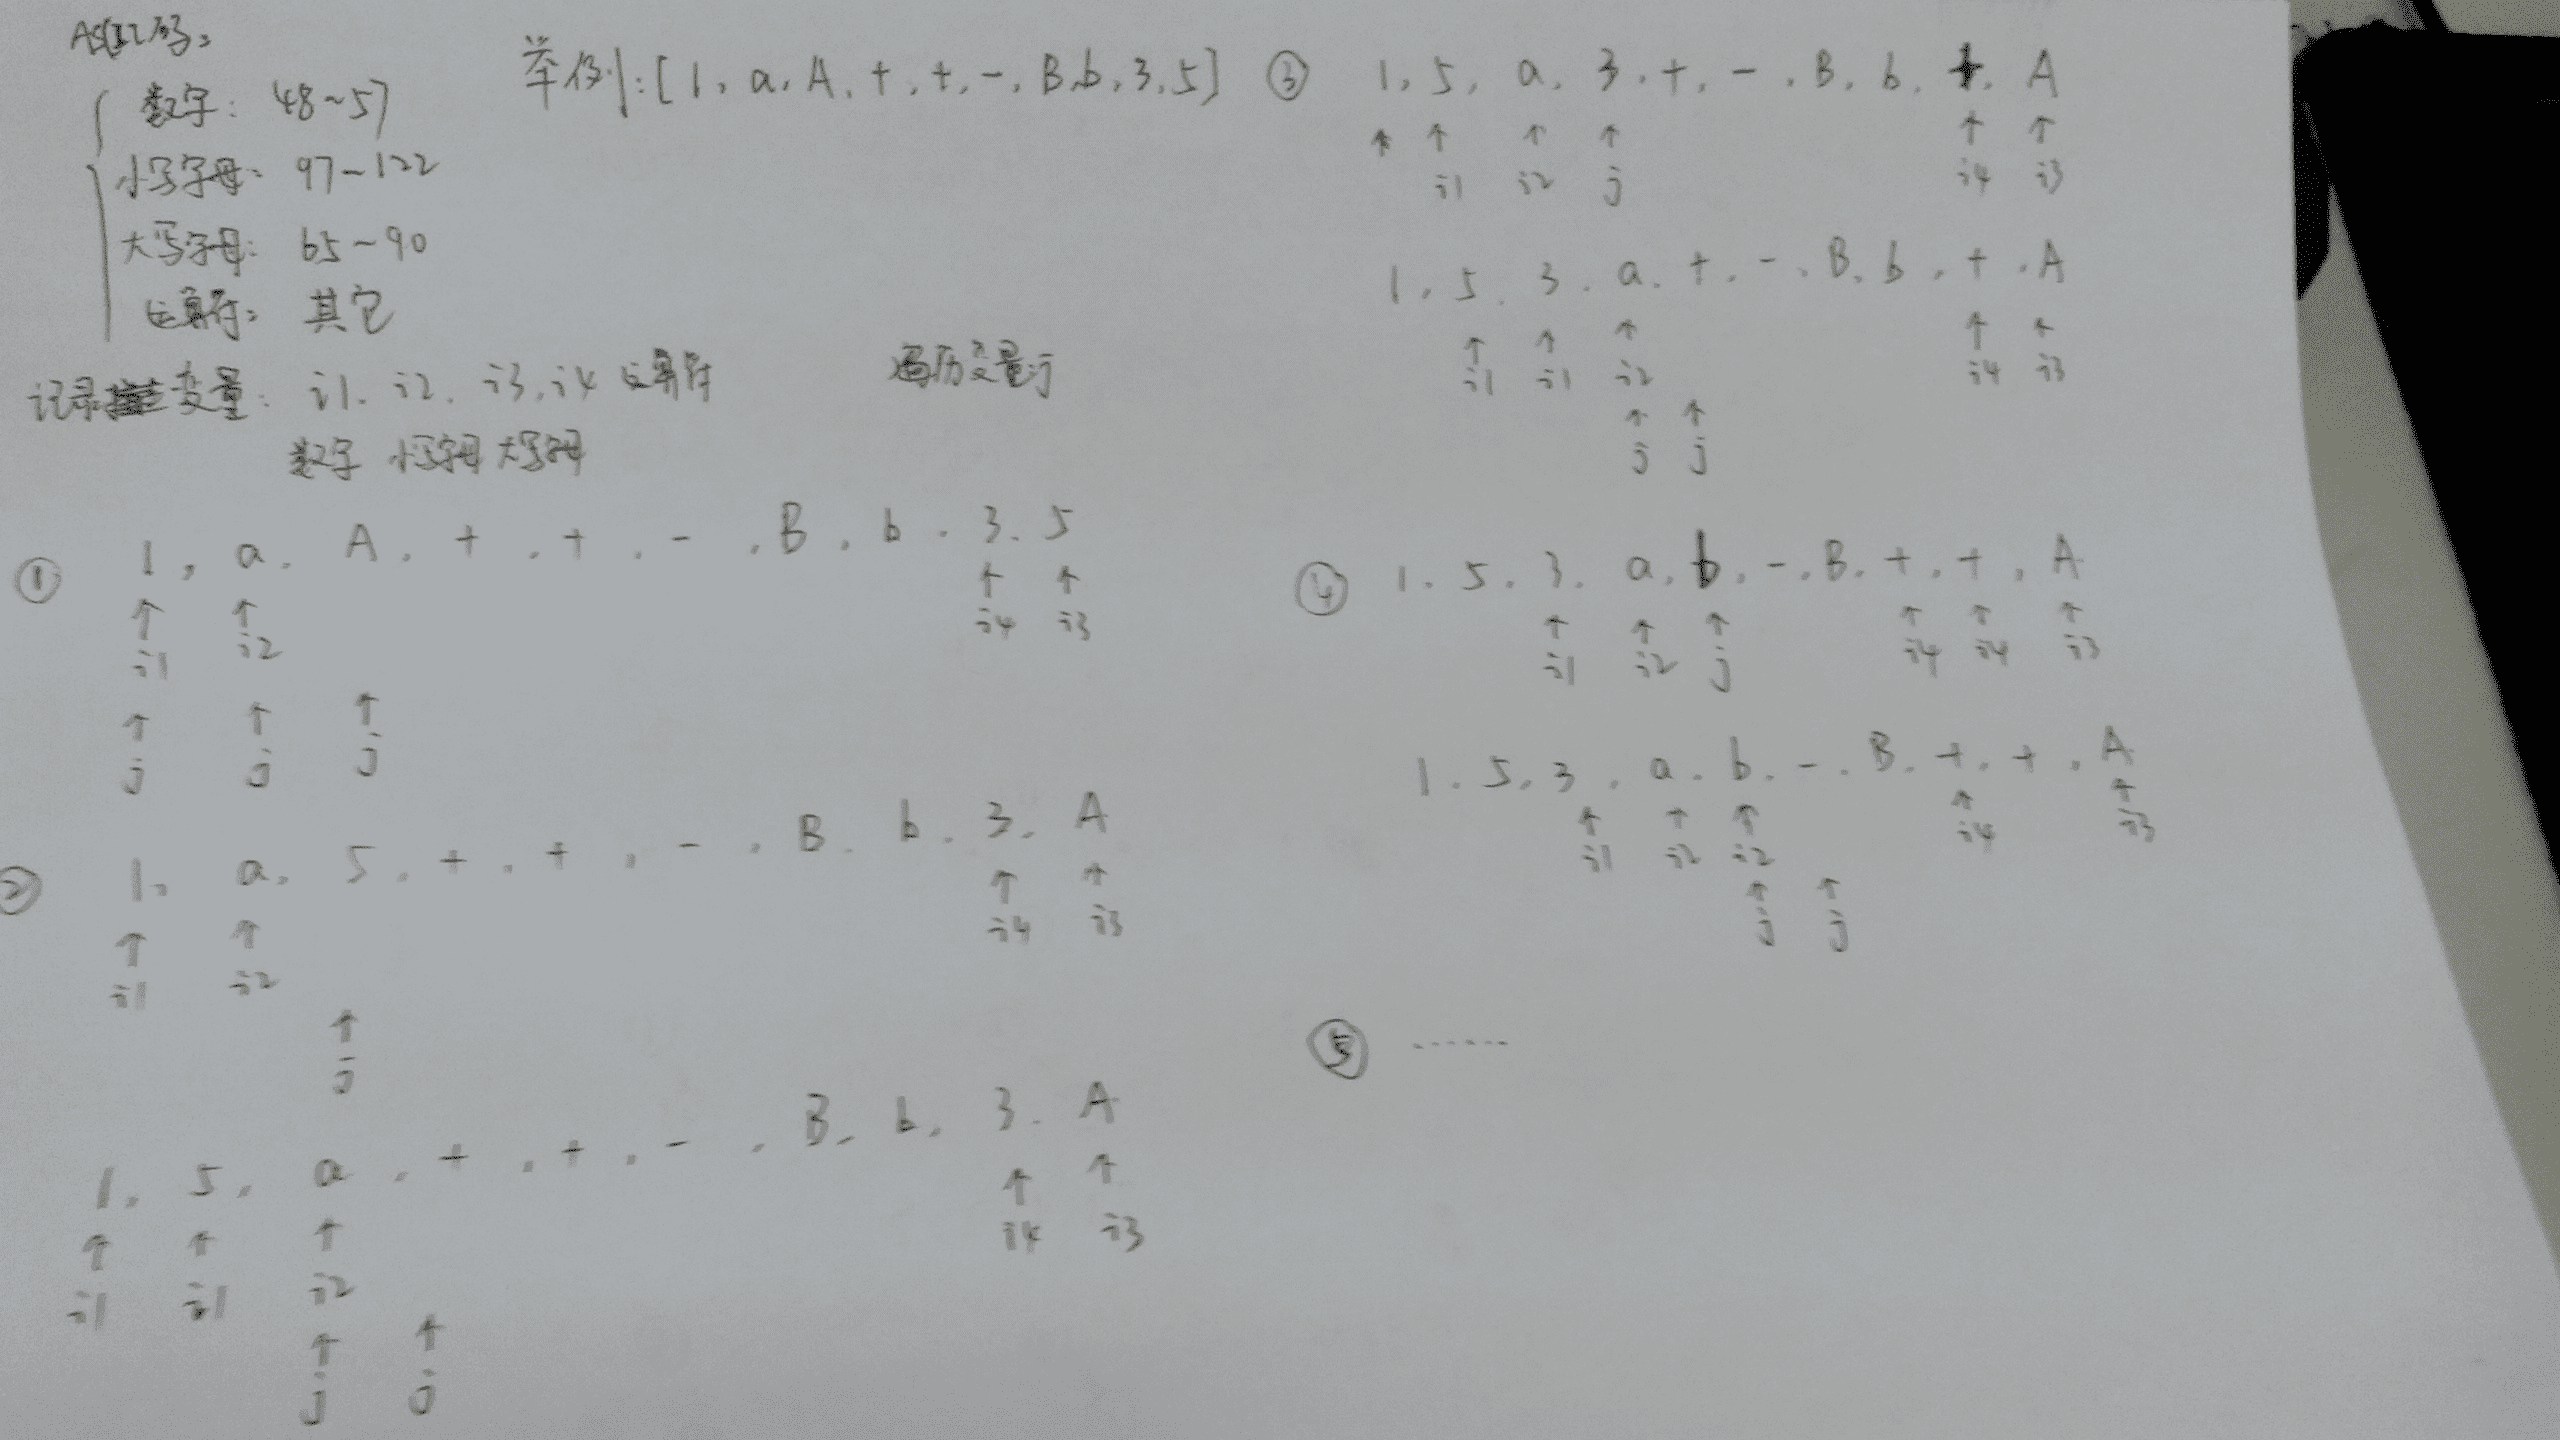 ASCII码:
数字: 48~57
小写字母: 97~122
大写字母: 65~90
运算符: 其它
记录变量: i1. i2. i3. i4 运算符
数字 小写字母 大写字母
遍历变量j
举例:[1, a, A, +, +, -, B, b, 3, 5]
① 1, a. A. + . + . - . B . b . 3. 5
↑ ↑ ↑ ↑
i1 i2 i4 i3
↑ ↑ ↑
j j j
② 1, a. 5. + . + . - . B. b. 3. A
↑ ↑ ↑ ↑
i1 i2 i4 i3
↑
j
1. 5. a . + . + . - . B. b. 3. A
↑ ↑ ↑ ↑ ↑
i1 i1 i2 i4 i3
↑ ↑
j j
③ 1, 5, a. 3. +. - . B. b. +. A
↑ ↑ ↑ ↑ ↑ ↑
i1 i2 j i4 i3
1, 5. 3. a. +. -. B. b. + . A
↑ ↑ ↑ ↑ ↑
i1 i1 i2 i4 i3
↑ ↑
j j
④ 1. 5. 3. a. b. -. B. +. +. A
↑ ↑ ↑ ↑ ↑ ↑
i1 i2 j i4 i4 i3
1. 5. 3. a. b. -. B. +. +. A
↑ ↑ ↑ ↑ ↑
i1 i2 i2 i4 i3
↑ ↑
j j
⑤ ......